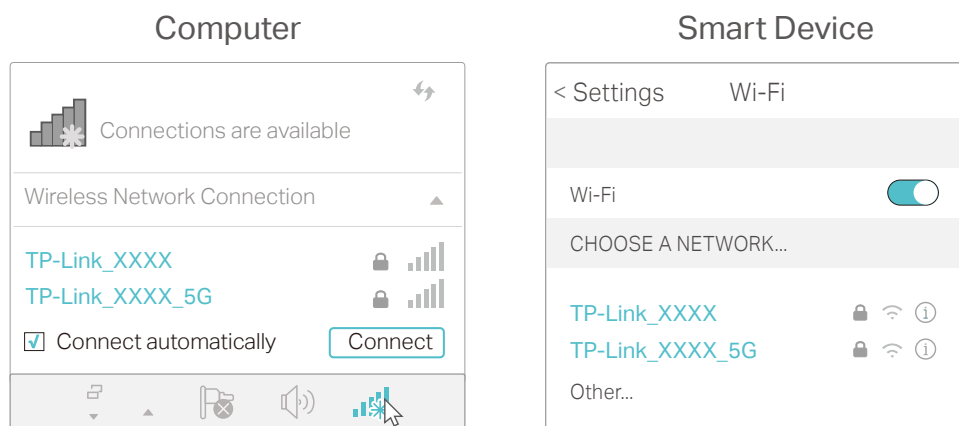 Computer
Connections are available
Wireless Network Connection
TP-Link_XXXX
TP-Link_XXXX_5G
Connect automatically
Connect
Smart Device
< Settings Wi-Fi
Wi-Fi
CHOOSE A NETWORK...
TP-Link_XXXX
TP-Link_XXXX_5G
Other...